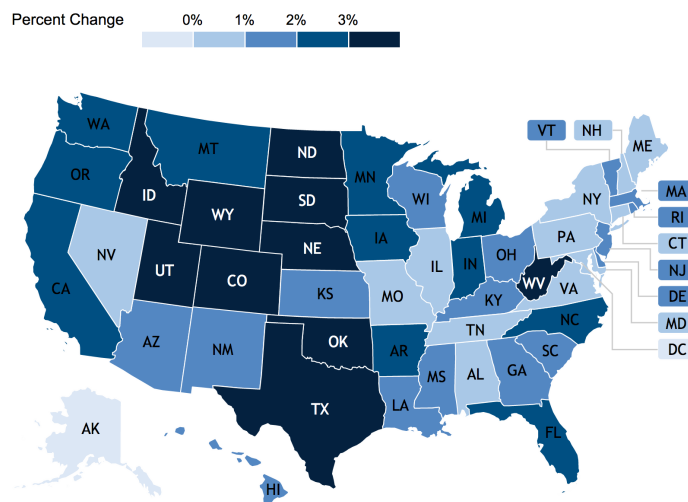 Percent Change 0% 1% 2% 3%
WA
MT
ND
MN
VT NH
ME
OR
ID
SD
WI
MI
NY
MA
WY
RI
NE
IA
PA
CT
NV
UT
CO
IL
IN
OH
NJ
CA
KS
MO
KY
WV
VA
DE
MD
AZ
NM
OK
AR
TN
NC
DC
TX
LA
MS
AL
GA
SC
AK
FL
HI